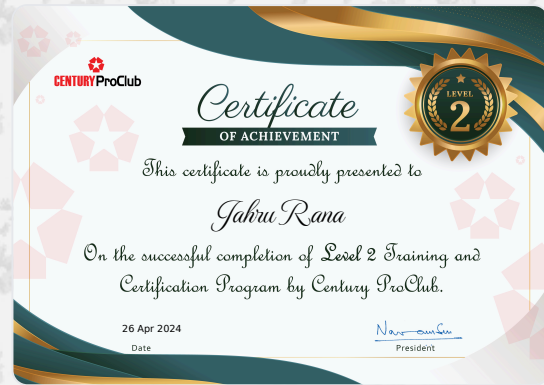 CENTURY ProClub
LEVEL
2
Certificate
OF ACHIEVEMENT
This certificate is proudly presented to
Jahru Rana
On the successful completion of Level 2 Training and
Certification Program by Century ProClub.
26 Apr 2024
Date
President